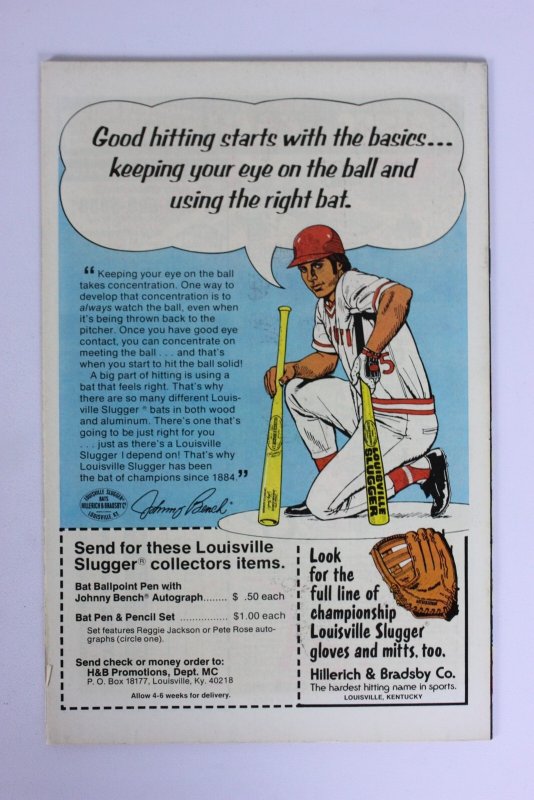 Good hitting starts with the basics...
keeping your eye on the ball and
using the right bat.
“ Keeping your eye on the ball
takes concentration. One way to
develop that concentration is to
always watch the ball, even when
it's being thrown back to the
pitcher. Once you have good eye
contact, you can concentrate on
meeting the ball . . . and that's
when you start to hit the ball solid!
A big part of hitting is using a
bat that feels right. That's why
there are so many different Louis-
ville Slugger® bats in both wood
and aluminum. There's one that's
going to be just right for you
. . . just as there's a Louisville
Slugger I depend on! That's why
Louisville Slugger has been
the bat of champions since 1884.”
LOUISVILLE SLUGGER
BATS
HILLERICH & BRADSBY Co
LOUISVILLE, KY.
Johnny Bench
5
LOUISVILLE
SLUGGER
Send for these Louisville
Slugger® collectors items.
Bat Ballpoint Pen with
Johnny Bench® Autograph........ $ .50 each
Bat Pen & Pencil Set ................ $1.00 each
Set features Reggie Jackson or Pete Rose auto-
graphs (circle one).
Send check or money order to:
H&B Promotions, Dept. MC
P. O. Box 18177, Louisville, Ky. 40218
Allow 4-6 weeks for delivery.
Look
for the
full line of
championship
Louisville Slugger
gloves and mitts, too.
Hillerich & Bradsby Co.
The hardest hitting name in sports.
LOUISVILLE, KENTUCKY